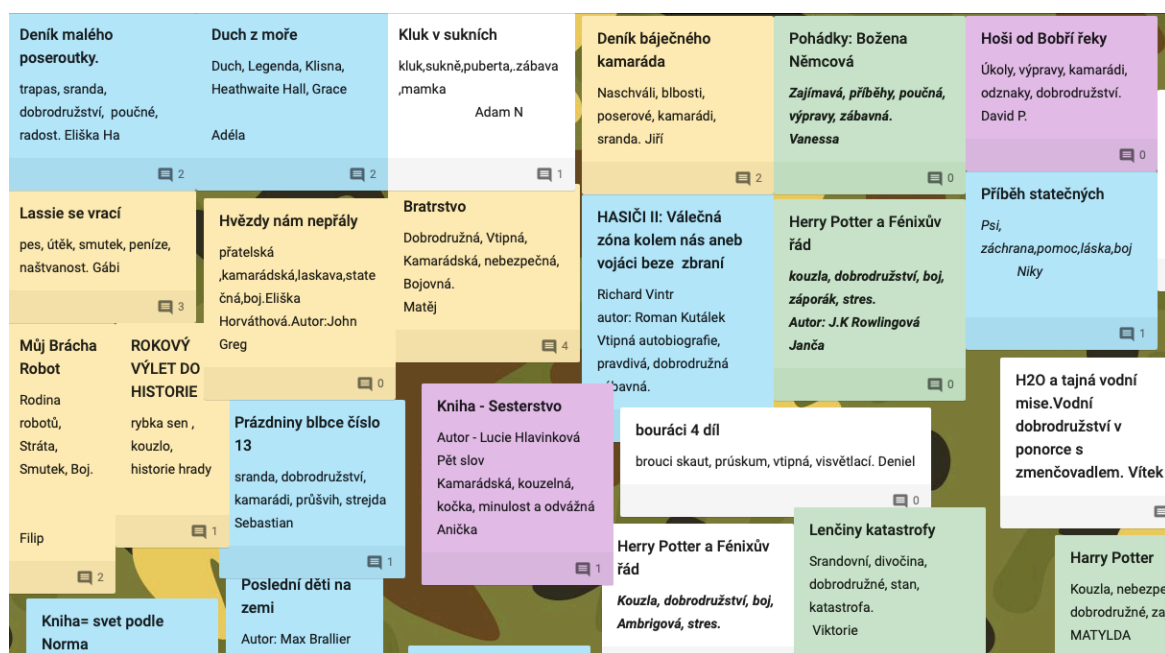 Deník malého
poseroutky.
trapas, sranda,
dobrodružství, poučné,
radost. Eliška Ha
2
Duch z moře
Duch, Legenda, Klisna,
Heathwaite Hall, Grace
Adéla
2
Kluk v sukních
kluk,sukně,puberta,.zábava
,mamka
Adam N
1
Deník báječného
kamaráda
Naschváli, blbosti,
poserové, kamarádi,
sranda. Jiří
2
Pohádky: Božena
Němcová
Zajímavá, příběhy, poučná,
výpravy, zábavná.
Vanessa
0
Hoši od Bobří řeky
Úkoly, výpravy, kamarádi,
odznaky, dobrodružství.
David P.
0
Lassie se vrací
pes, útěk, smutek, peníze,
naštvanost. Gábi
3
Hvězdy nám nepřály
přatelská
,kamarádská,laskava,state
čná,boj.Eliška
Horváthová.Autor:John
Greg
0
Bratrstvo
Dobrodružná, Vtipná,
Kamarádská, nebezpečná,
Bojovná.
Matěj
4
HASIČI II: Válečná
zóna kolem nás aneb
vojáci beze zbraní
Richard Vintr
autor: Roman Kutálek
Vtipná autobiografie,
pravdivá, dobrodružná
Herry Potter a Fénixův
řád
kouzla, dobrodružství, boj,
záporák, stres.
Autor: J.K Rowlingová
Janča
0
Příběh statečných
Psi,
záchrana,pomoc,láska,boj
Niky
1
Můj Brácha
Robot
Rodina
robotů,
Stráta,
Smutek, Boj.
Filip
2
ROKOVÝ
VÝLET DO
HISTORIE
rybka sen ,
kouzlo,
historie hrady
1
Prázdniny blbce číslo
13
sranda, dobrodružství,
kamarádi, průšvih, strejda
Sebastian
1
Kniha - Sesterstvo
Autor - Lucie Hlavinková
Pět slov
Kamarádská, kouzelná,
kočka, minulost a odvážná
Anička
1
bouráci 4 díl
brouci skaut, prúskum, vtipná, visvětlací. Deniel
0
H2O a tajná vodní
mise.Vodní
dobrodružství v
ponorce s
zmenčovadlem. Vítek
Herry Potter a Fénixův
řád
Kouzla, dobrodružství, boj,
Ambrigová, stres.
Lenčiny katastrofy
Srandovní, divočina,
dobrodružné, stan,
katastrofa.
Viktorie
Harry Potter
Kouzla, nebezpe
dobrodružné, za
MATYLDA
Kniha= svet podle
Norma
Poslední děti na
zemi
Autor: Max Brallier